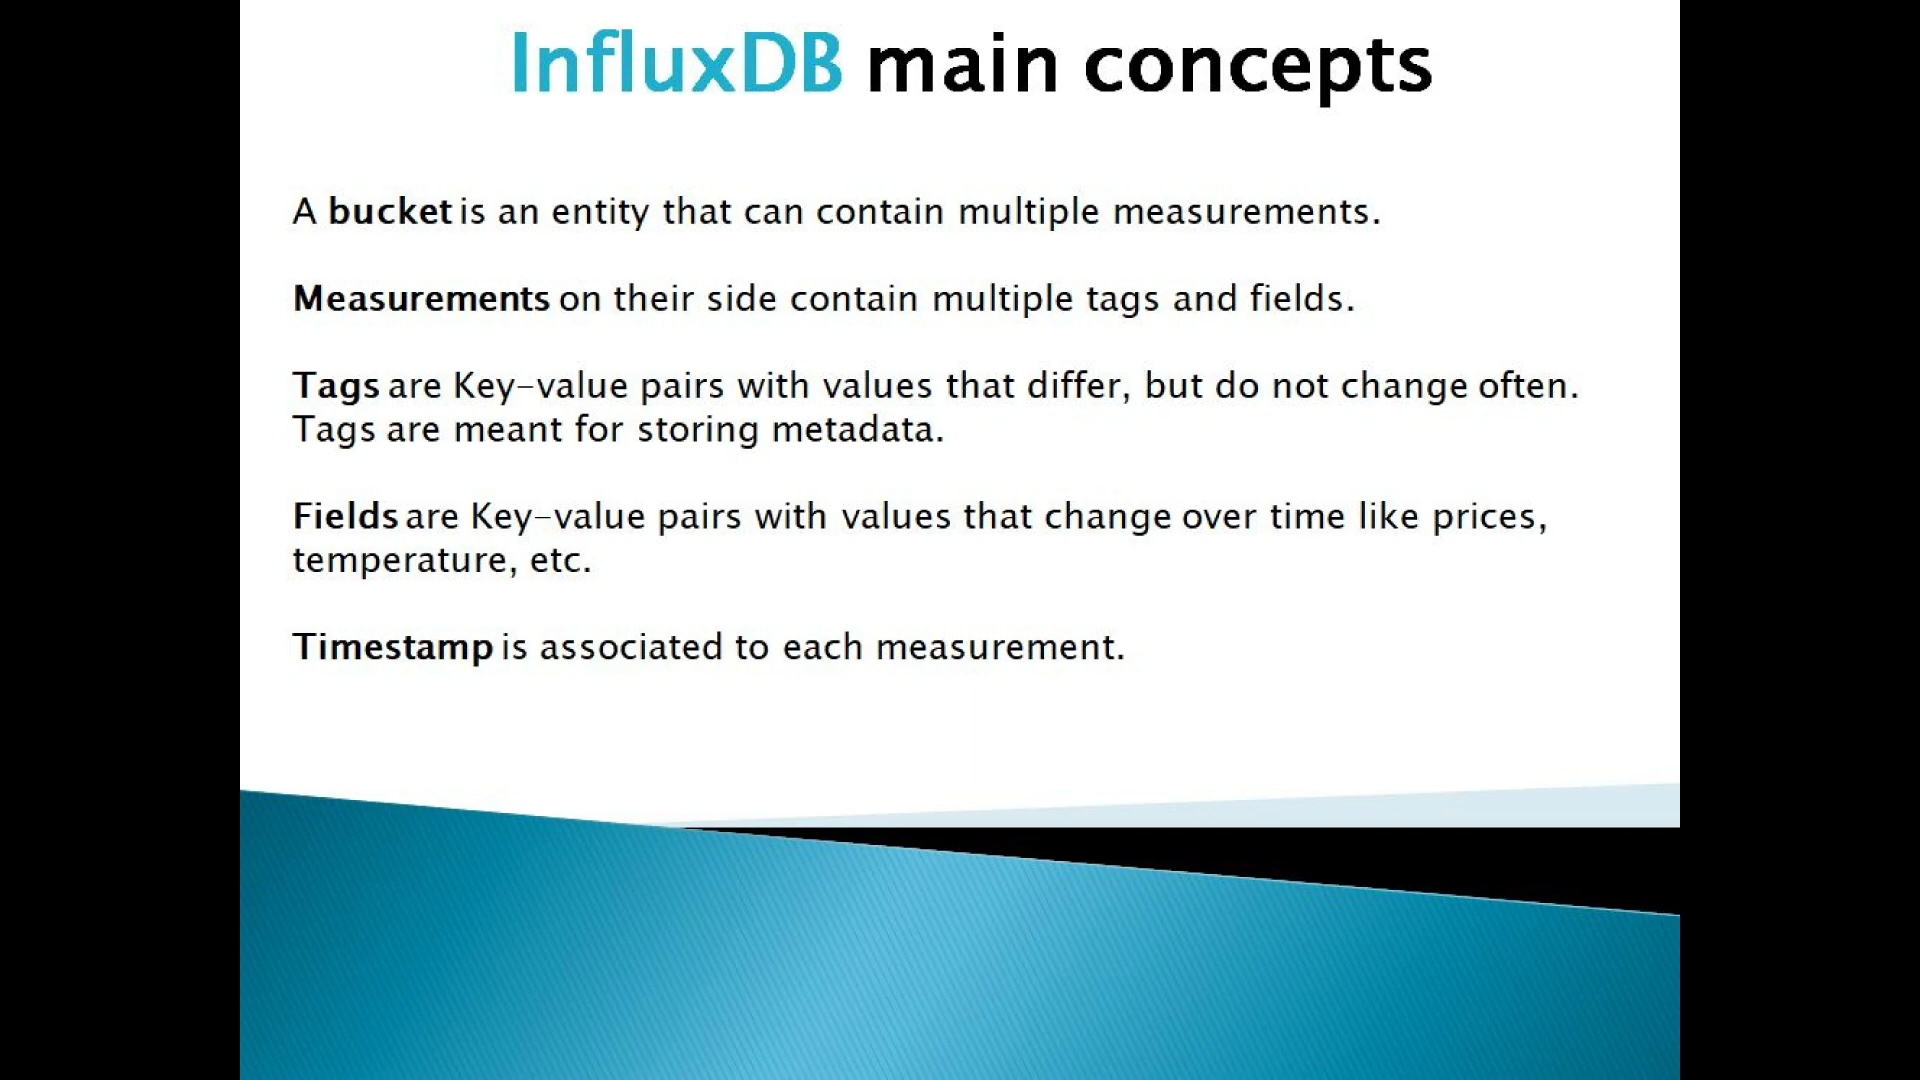 InfluxDB main concepts
A bucket is an entity that can contain multiple measurements.
Measurements on their side contain multiple tags and fields.
Tags are Key-value pairs with values that differ, but do not change often.
Tags are meant for storing metadata.
Fields are Key-value pairs with values that change over time like prices,
temperature, etc.
Timestamp is associated to each measurement.